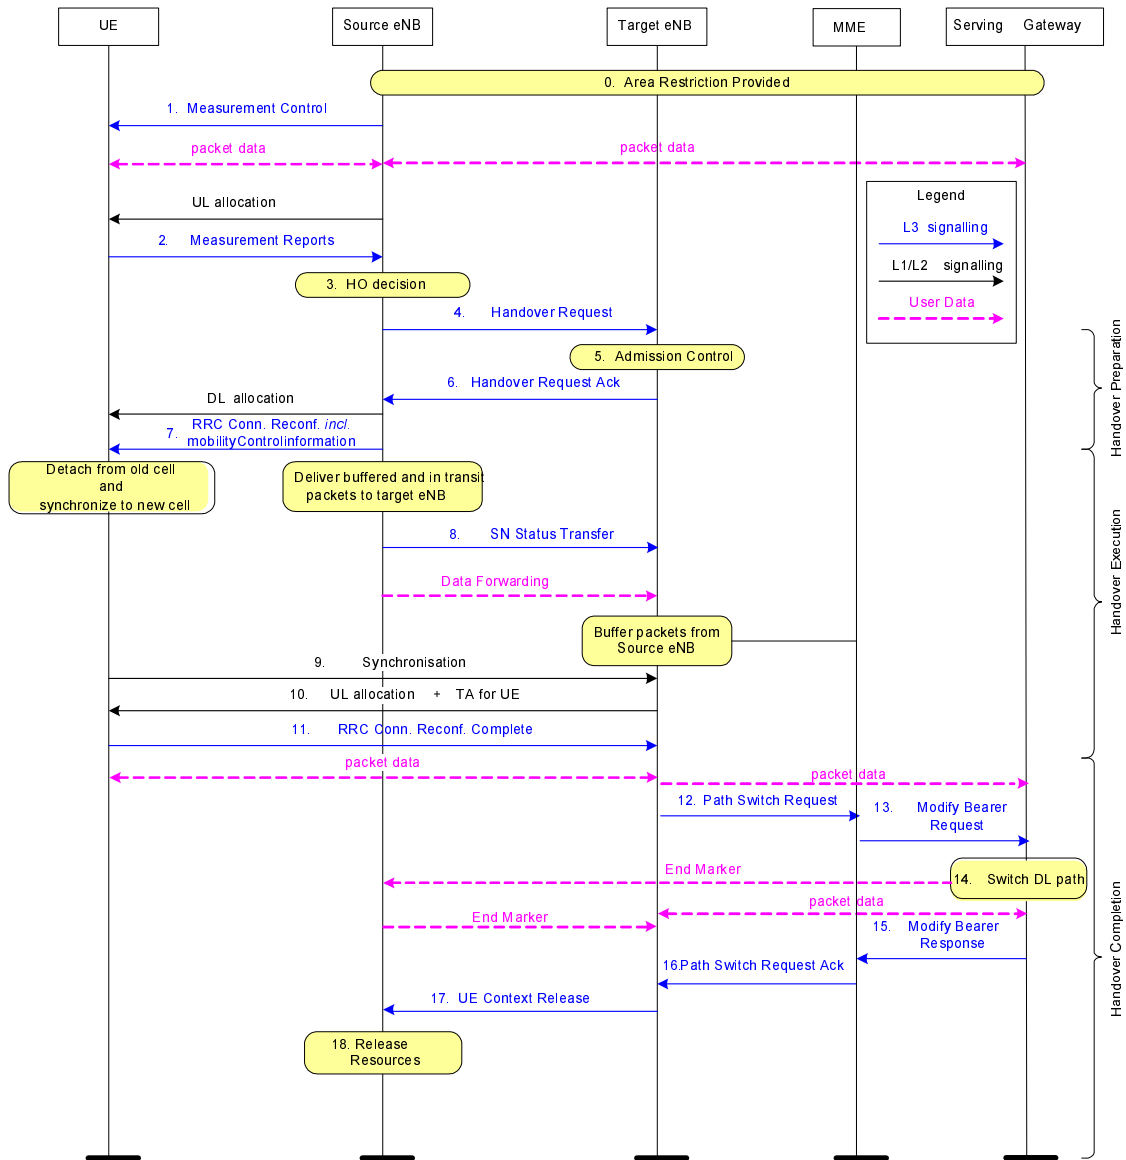 UE
Source eNB
Target eNB
MME
Serving Gateway
0. Area Restriction Provided
1. Measurement Control
packet data
packet data
Legend
UL allocation
L3 signalling
2. Measurement Reports
L1/L2 signalling
3. HO decision
User Data
4. Handover Request
5. Admission Control
6. Handover Request Ack
Handover Preparation
DL allocation
7. RRC Conn. Reconf. incl.
mobilityControlinformation
Detach from old cell
and
synchronize to new cell
Deliver buffered and in transit
packets to target eNB
8. SN Status Transfer
Data Forwarding
Handover Execution
Buffer packets from
Source eNB
9. Synchronisation
10. UL allocation + TA for UE
11. RRC Conn. Reconf. Complete
packet data
packet data
12. Path Switch Request
13. Modify Bearer
Request
End Marker
14. Switch DL path
packet data
End Marker
15. Modify Bearer
Response
16.Path Switch Request Ack
Handover Completion
17. UE Context Release
18. Release
Resources